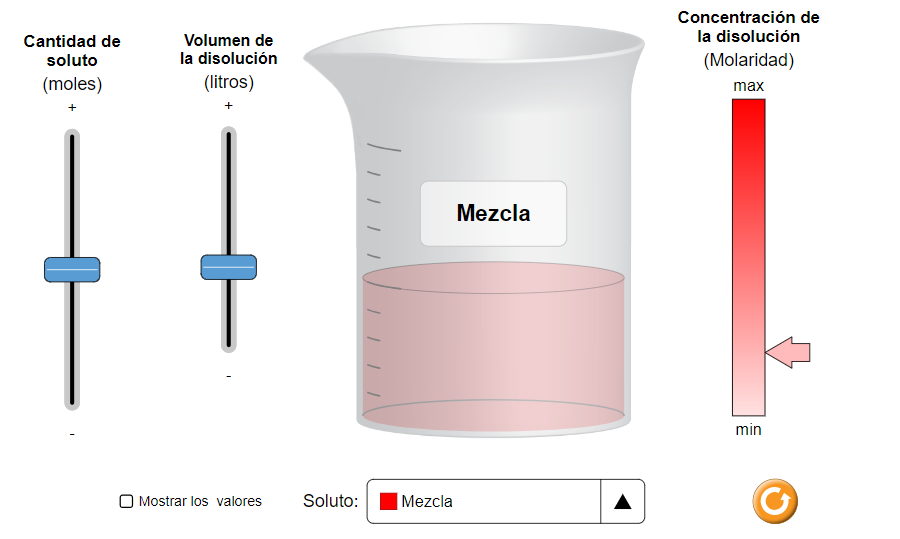 Cantidad de
soluto
(moles)
+
-
Volumen de
la disolución
(litros)
+
-
Mezcla
Concentración de
la disolución
(Molaridad)
max
min
Mostrar los valores
Soluto:
Mezcla